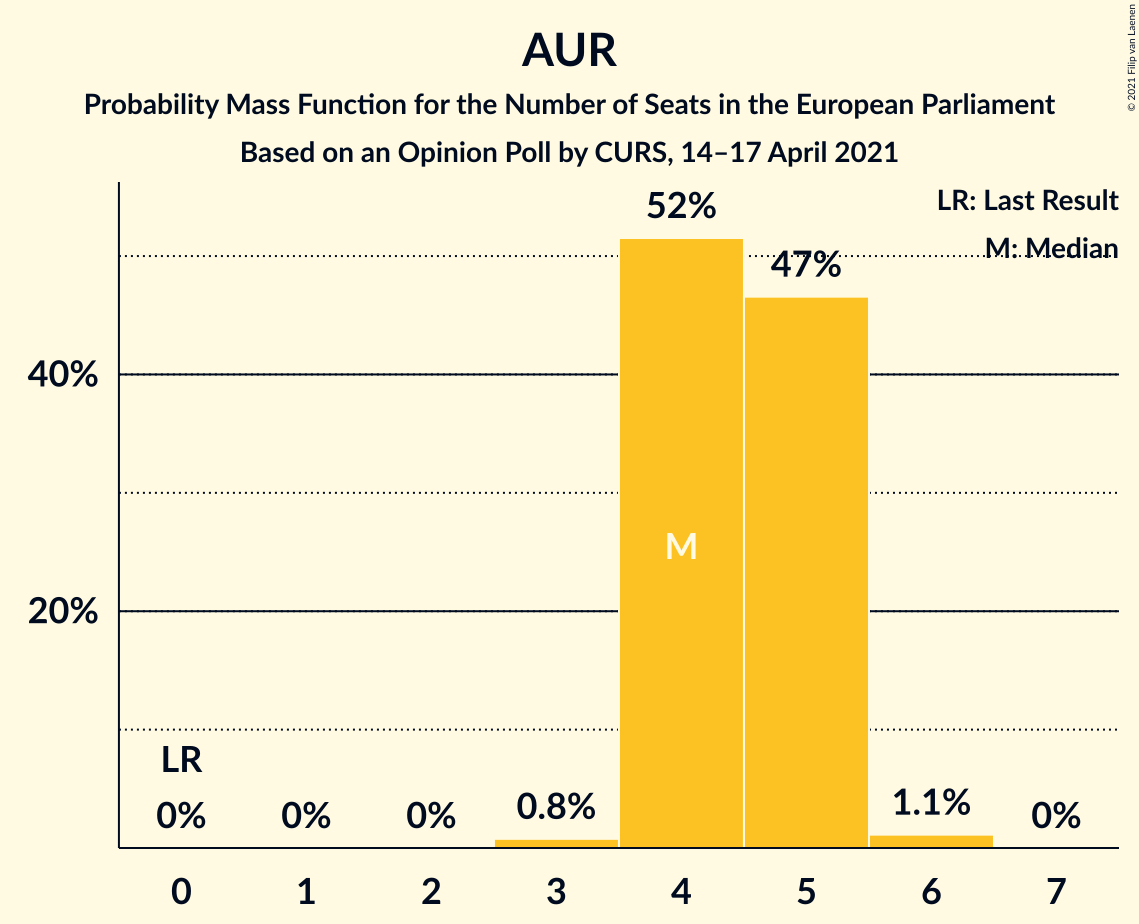 AUR
Probability Mass Function for the Number of Seats in the European Parliament
Based on an Opinion Poll by CURS, 14–17 April 2021
© 2021 Filip van Laenen
LR: Last Result
M: Median
52%
47%
40%
M
20%
LR
0%
0%
0%
0.8%
1.1%
0%
0
1
2
3
4
5
6
7